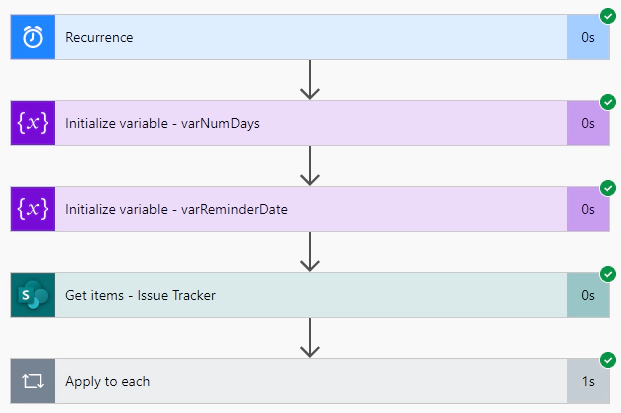 Recurrence 0s
{x} Initialize variable - varNumDays 0s
{x} Initialize variable - varReminderDate 0s
S Get items - Issue Tracker 0s
Apply to each 1s